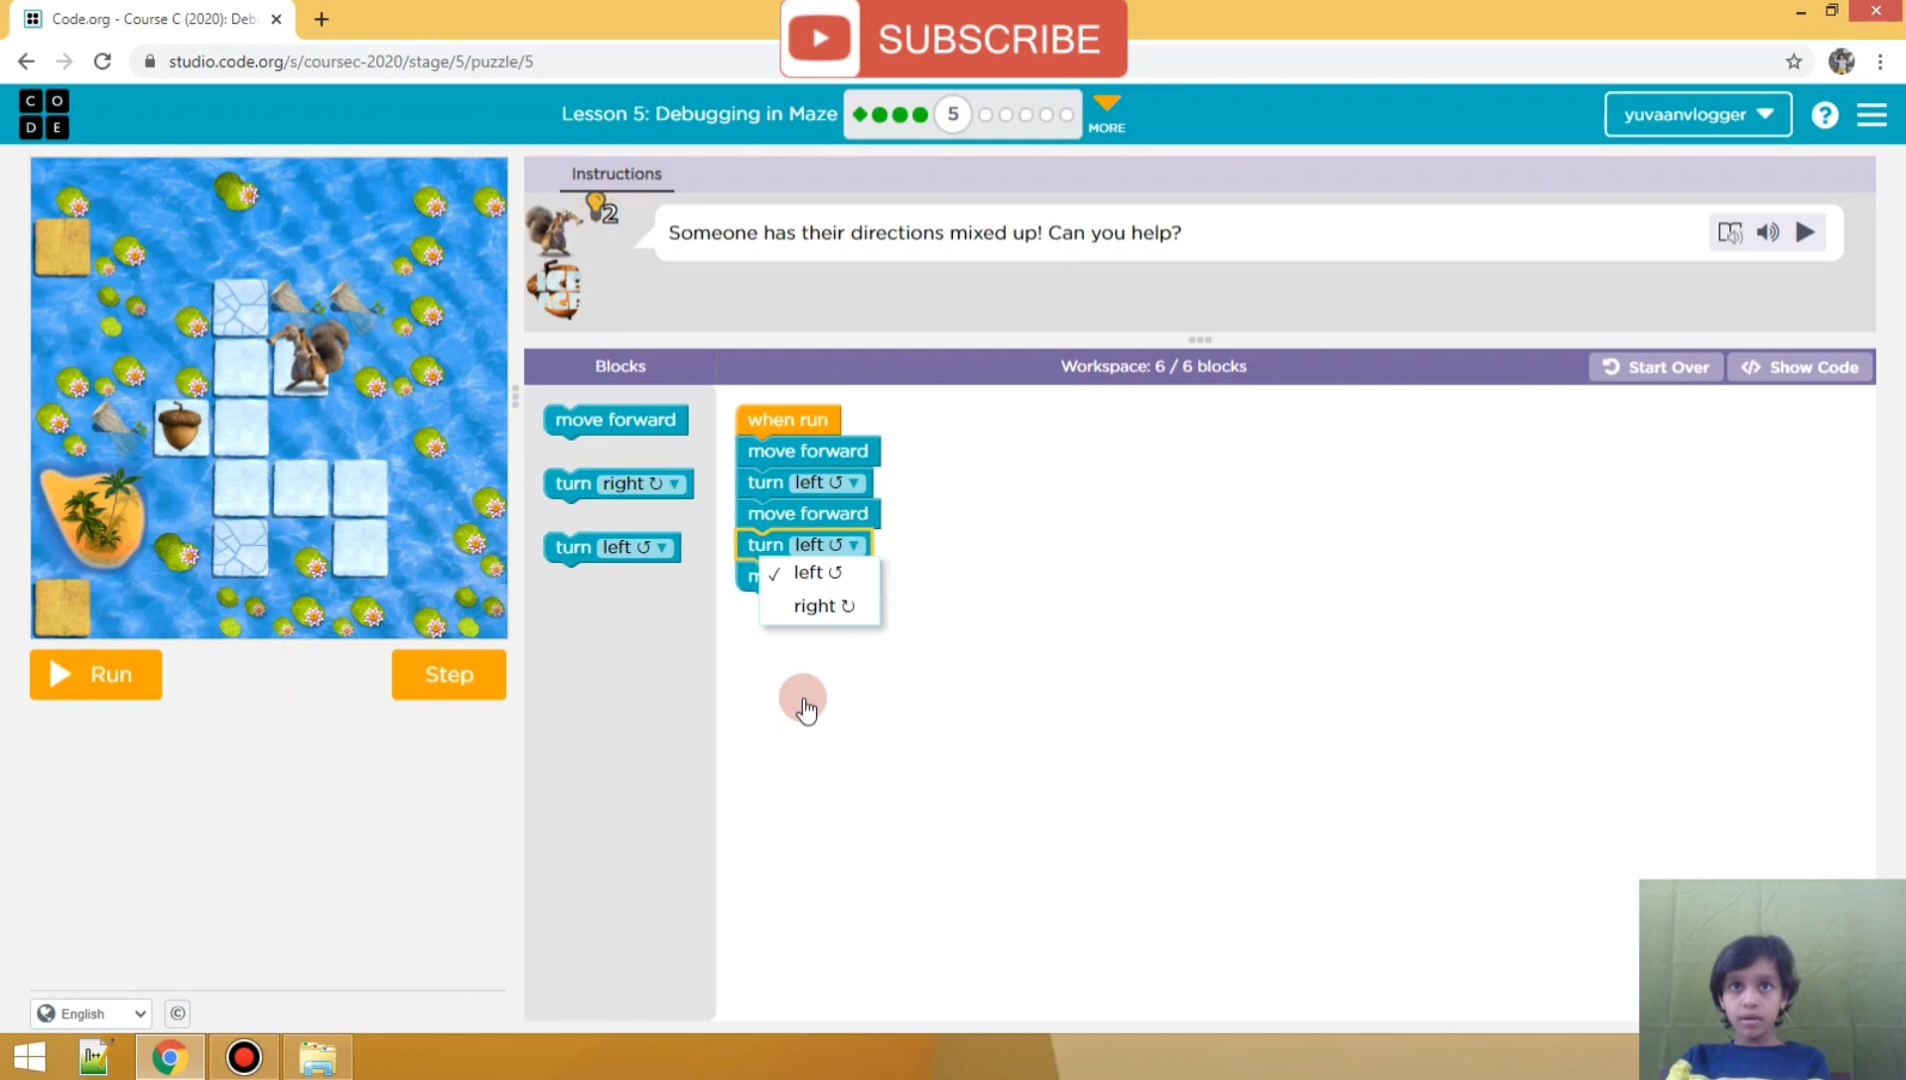 Code.org - Course C (2020): Deb
SUBSCRIBE
studio.code.org/s/coursec-2020/stage/5/puzzle/5
C O
D E
Lesson 5: Debugging in Maze
5
MORE
yuvaanvlogger
?
Instructions
2
Someone has their directions mixed up! Can you help?
ICE
AGE
Blocks
Workspace: 6 / 6 blocks
Start Over
Show Code
move forward
turn right ↻
turn left ↺
when run
move forward
turn left ↺
move forward
turn left ↺
m
✓ left ↺
right ↻
Run
Step
English
©
n++